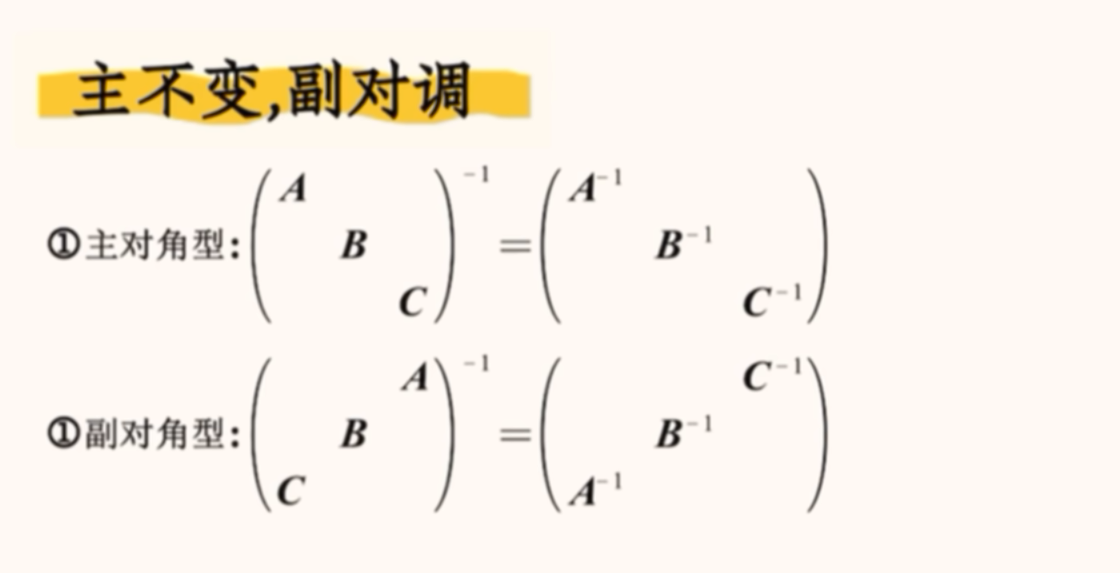 主不变,副对调
①主对角型:
$\begin{pmatrix} A & & \\ & B & \\ & & C \end{pmatrix}^{-1} = \begin{pmatrix} A^{-1} & & \\ & B^{-1} & \\ & & C^{-1} \end{pmatrix}$
①副对角型:
$\begin{pmatrix} & & A \\ & B & \\ C & & \end{pmatrix}^{-1} = \begin{pmatrix} & & C^{-1} \\ & B^{-1} & \\ A^{-1} & & \end{pmatrix}$